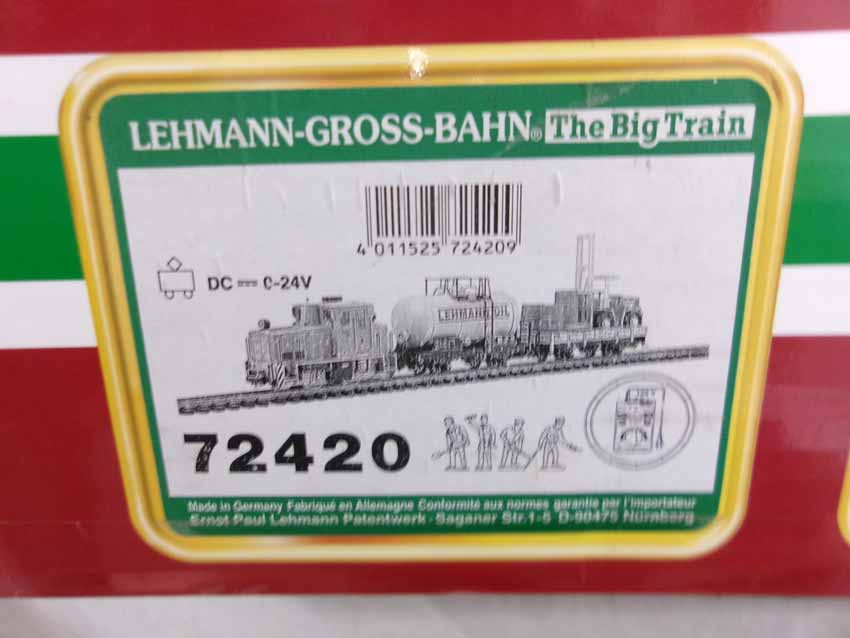 LEHMANN-GROSS-BAHN® The Big Train
4 011525 724209
DC 0-24V
LEHMANN OIL
72420
Made in Germany Fabriqué en Allemagne Conformité aux normes garantie par l'importateur
Ernst Paul Lehmann Patentwerk · Saganer Str. 1-5 D-90475 Nürnberg